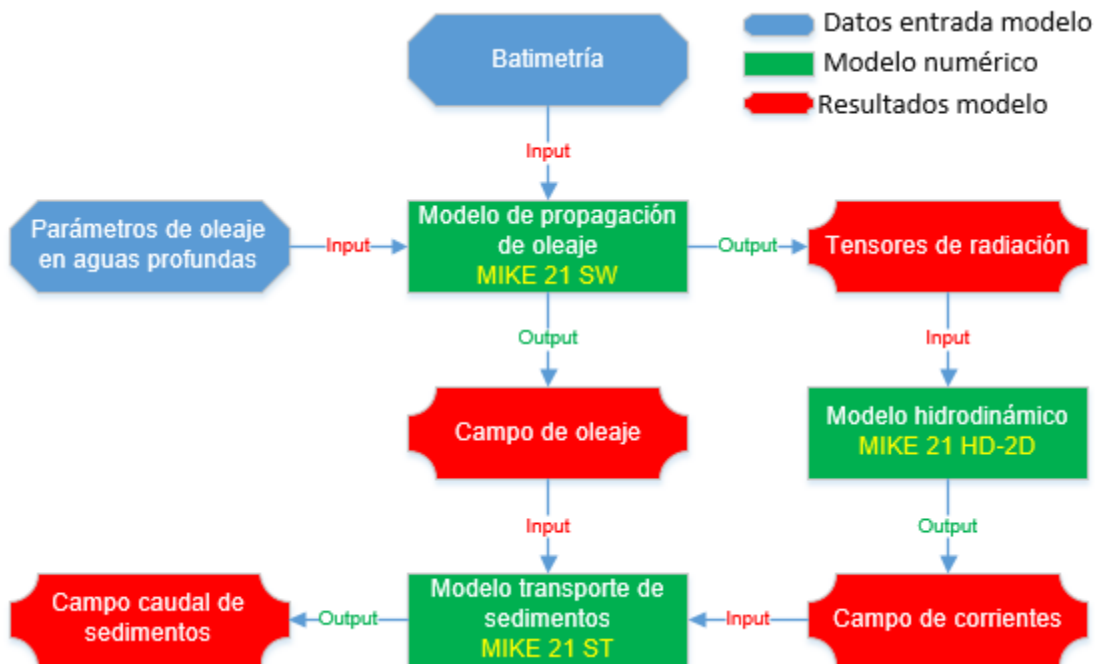 Datos entrada modelo
Batimetría
Modelo numérico
Resultados modelo
Input
Parámetros de oleaje
en aguas profundas
Input
Modelo de propagación
de oleaje
MIKE 21 SW
Output
Tensores de radiación
Output
Input
Campo de oleaje
Modelo hidrodinámico
MIKE 21 HD-2D
Input
Output
Campo caudal de
sedimentos
Output
Modelo transporte de
sedimentos
MIKE 21 ST
Input
Campo de corrientes